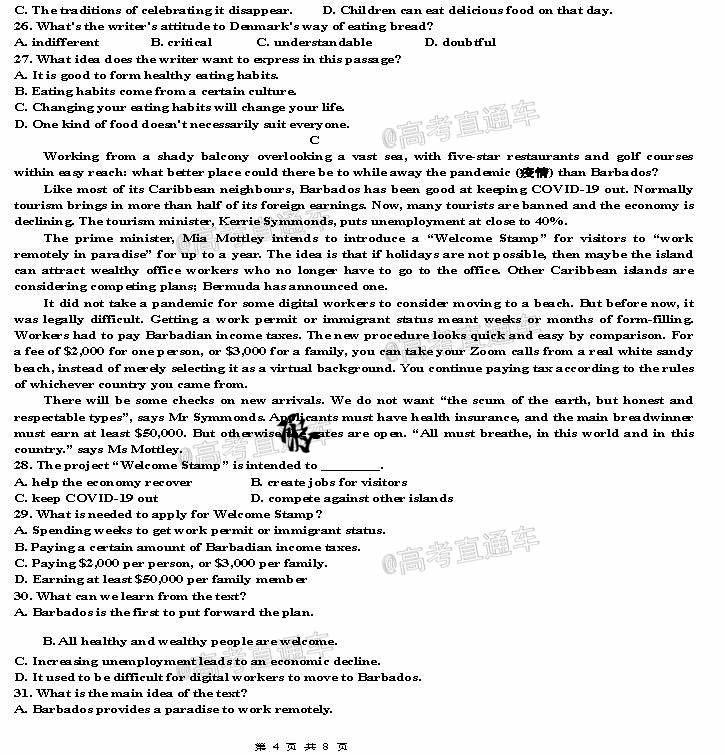 C. The traditions of celebrating it disappear. D. Children can eat delicious food on that day.
26. What's the writer's attitude to Denmark's way of eating bread?
A. indifferent B. critical C. understandable D. doubtful
27. What idea does the writer want to express in this passage?
A. It is good to form healthy eating habits.
B. Eating habits come from a certain culture.
C. Changing your eating habits will change your life.
D. One kind of food doesn't necessarily suit everyone.
@高考直通车
C
Working from a shady balcony overlooking a vast sea, with five-star restaurants and golf courses
within easy reach: what better place could there be to while away the pandemic (疫情) than Barbados?
Like most of its Caribbean neighbours, Barbados has been good at keeping COVID-19 out. Normally
tourism brings in more than half of its foreign earnings. Now, many tourists are banned and the economy is
declining. The tourism minister, Kerrie Symmonds, puts unemployment at close to 40%.
@高考直通车
The prime minister, Mia Mottley intends to introduce a “Welcome Stamp” for visitors to “work
remotely in paradise” for up to a year. The idea is that if holidays are not possible, then maybe the island
can attract wealthy office workers who no longer have to go to the office. Other Caribbean islands are
considering competing plans; Bermuda has announced one.
It did not take a pandemic for some digital workers to consider moving to a beach. But before now, it
was legally difficult. Getting a work permit or immigrant status meant weeks or months of form-filling.
Workers had to pay Barbadian income taxes. The new procedure looks quick and easy by comparison. For
@高考直通车
a fee of $2,000 for one person, or $3,000 for a family, you can take your Zoom calls from a real white sandy
beach, instead of merely selecting it as a virtual background. You continue paying tax according to the rules
of whichever country you came from.
There will be some checks on new arrivals. We do not want “the scum of the earth, but honest and
respectable types”, says Mr Symmonds. Applicants must have health insurance, and the main breadwinner
must earn at least $50,000. But otherwise ates are open. “All must breathe, in this world and in this
country.” says Ms Mottley.
@高考直通车
28. The project “Welcome Stamp” is intended to ________.
A. help the economy recover B. create jobs for visitors
C. keep COVID-19 out D. compete against other islands
29. What is needed to apply for Welcome Stamp?
A. Spending weeks to get work permit or immigrant status.
B. Paying a certain amount of Barbadian income taxes.
@高考直通车
C. Paying $2,000 per person, or $3,000 per family.
D. Earning at least $50,000 per family member
30. What can we learn from the text?
A. Barbados is the first to put forward the plan.
B. All healthy and wealthy people are welcome.
@高考直通车
C. Increasing unemployment leads to an economic decline.
D. It used to be difficult for digital workers to move to Barbados.
31. What is the main idea of the text?
A. Barbados provides a paradise to work remotely.
第 4 页 共 8 页